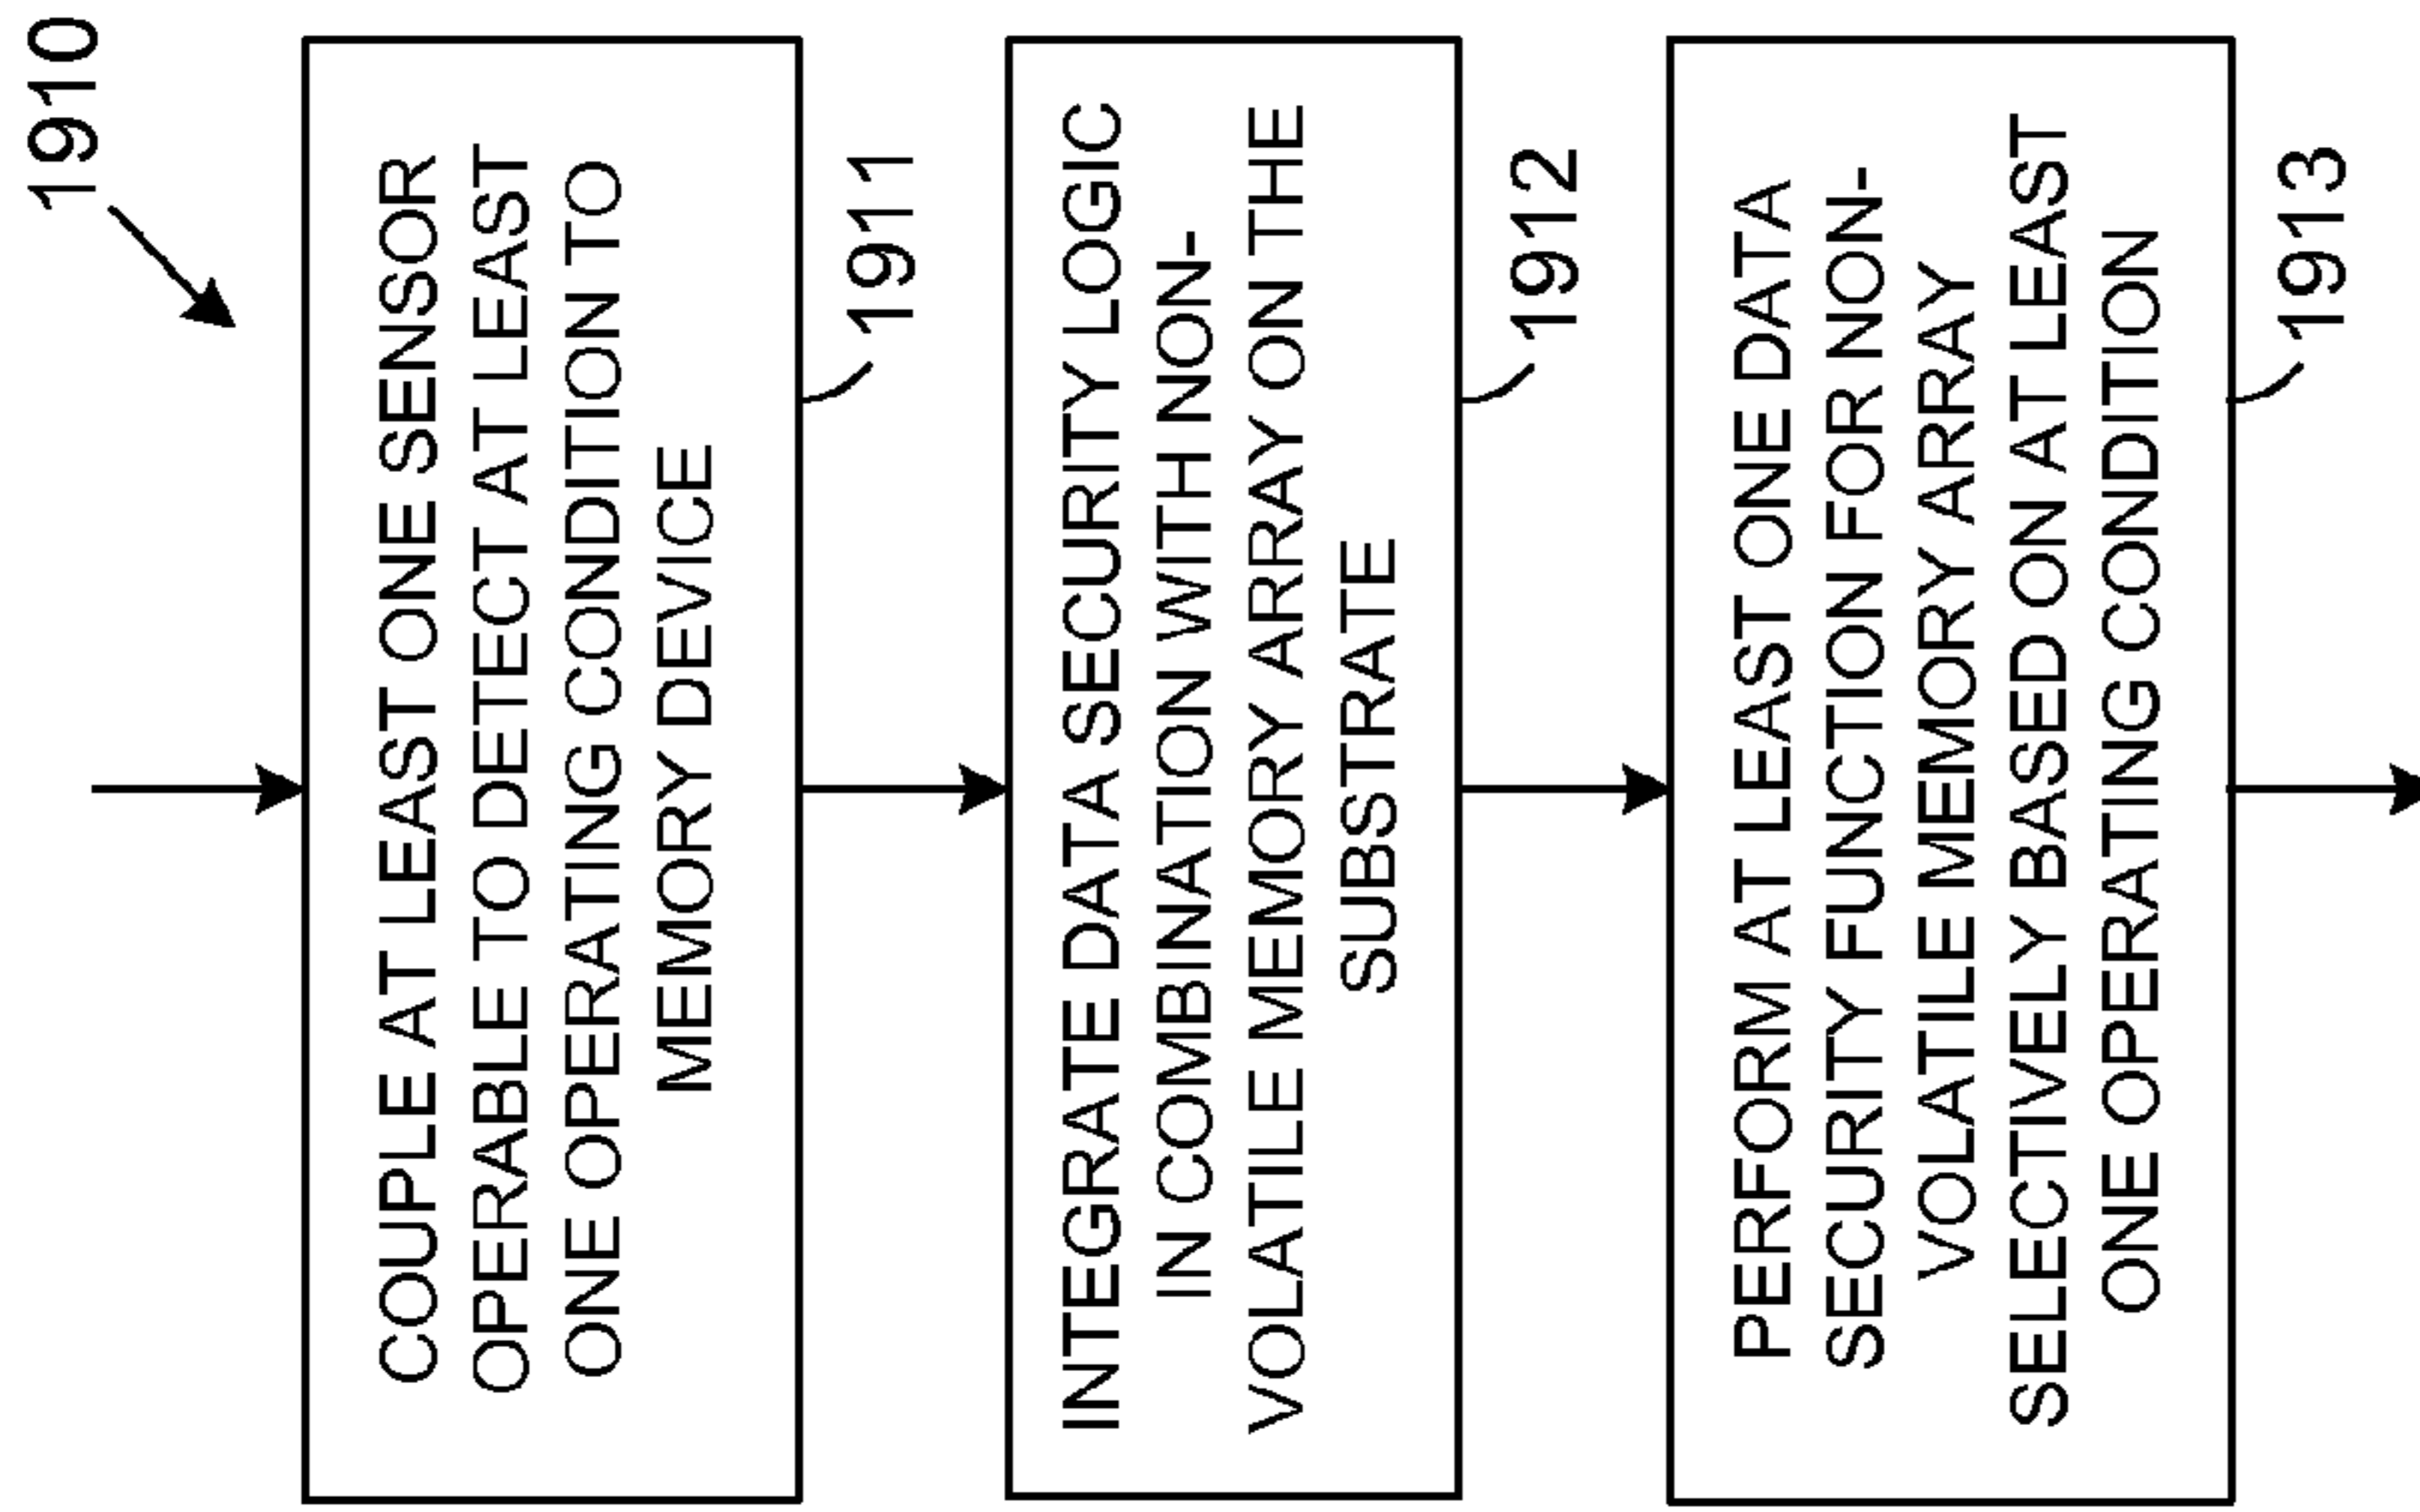 1910
COUPLE AT LEAST ONE SENSOR
OPERABLE TO DETECT AT LEAST
ONE OPERATING CONDITION TO
MEMORY DEVICE
1911
INTEGRATE DATA SECURITY LOGIC
IN COMBINATION WITH NON-
VOLATILE MEMORY ARRAY ON THE
SUBSTRATE
1912
PERFORM AT LEAST ONE DATA
SECURITY FUNCTION FOR NON-
VOLATILE MEMORY ARRAY
SELECTIVELY BASED ON AT LEAST
ONE OPERATING CONDITION
1913